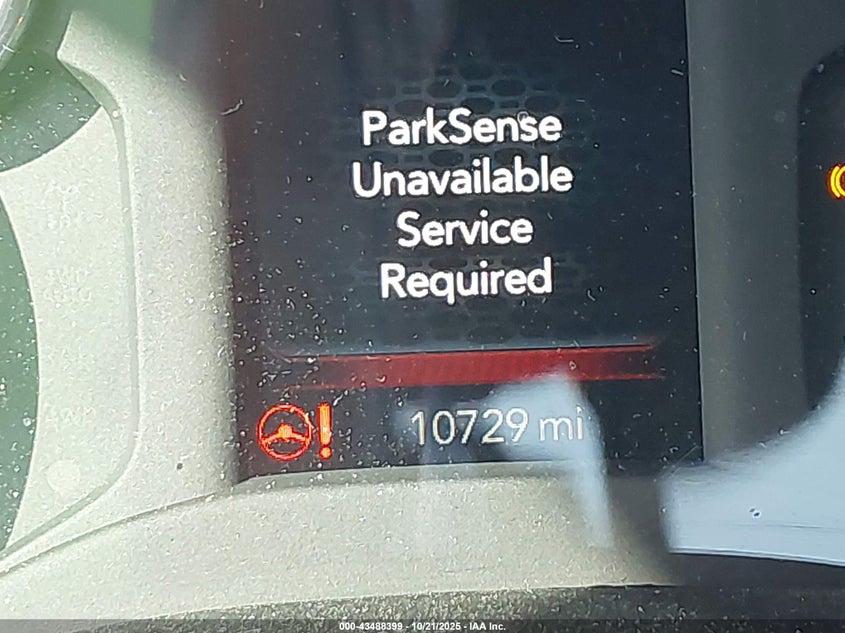 ParkSense
Unavailable
Service
Required
10729 mi
000-43488399 - 10/21/2025 - IAA Inc.